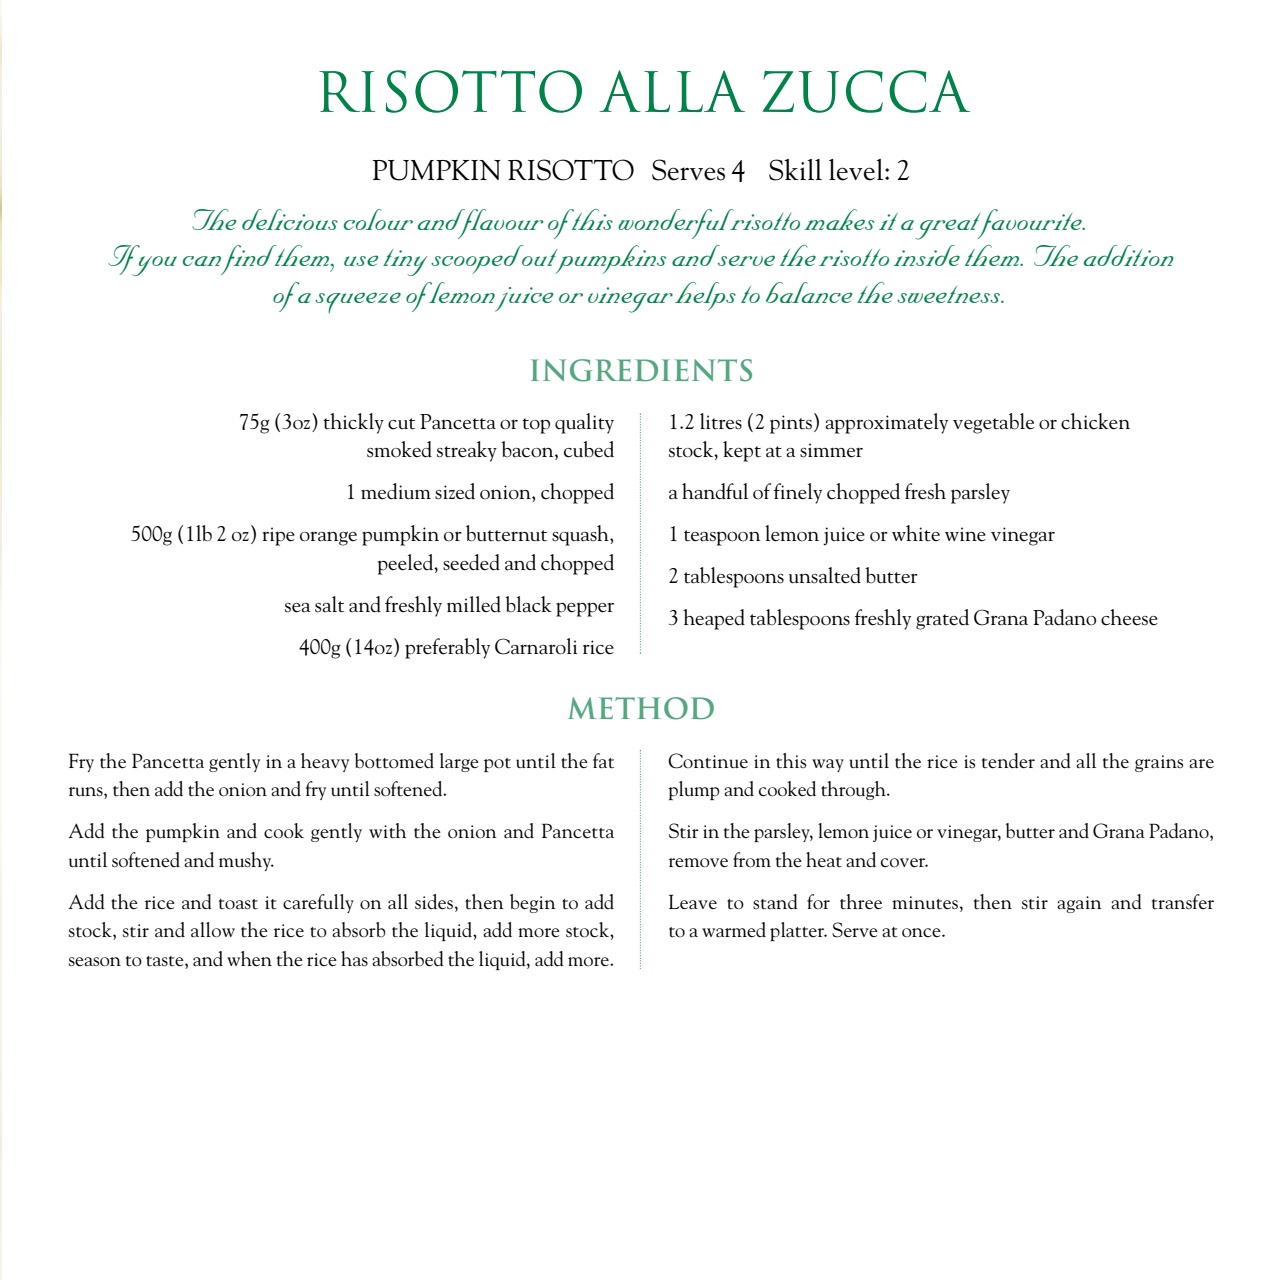 RISOTTO ALLA ZUCCA
PUMPKIN RISOTTO Serves 4 Skill level: 2
The delicious colour and flavour of this wonderful risotto makes it a great favourite.
If you can find them, use tiny scooped out pumpkins and serve the risotto inside them. The addition
of a squeeze of lemon juice or vinegar helps to balance the sweetness.
INGREDIENTS
75g (3oz) thickly cut Pancetta or top quality
smoked streaky bacon, cubed
1 medium sized onion, chopped
500g (1lb 2 oz) ripe orange pumpkin or butternut squash,
peeled, seeded and chopped
sea salt and freshly milled black pepper
400g (14oz) preferably Carnaroli rice
1.2 litres (2 pints) approximately vegetable or chicken
stock, kept at a simmer
a handful of finely chopped fresh parsley
1 teaspoon lemon juice or white wine vinegar
2 tablespoons unsalted butter
3 heaped tablespoons freshly grated Grana Padano cheese
METHOD
Fry the Pancetta gently in a heavy bottomed large pot until the fat
runs, then add the onion and fry until softened.
Add the pumpkin and cook gently with the onion and Pancetta
until softened and mushy.
Add the rice and toast it carefully on all sides, then begin to add
stock, stir and allow the rice to absorb the liquid, add more stock,
season to taste, and when the rice has absorbed the liquid, add more.
Continue in this way until the rice is tender and all the grains are
plump and cooked through.
Stir in the parsley, lemon juice or vinegar, butter and Grana Padano,
remove from the heat and cover.
Leave to stand for three minutes, then stir again and transfer
to a warmed platter. Serve at once.